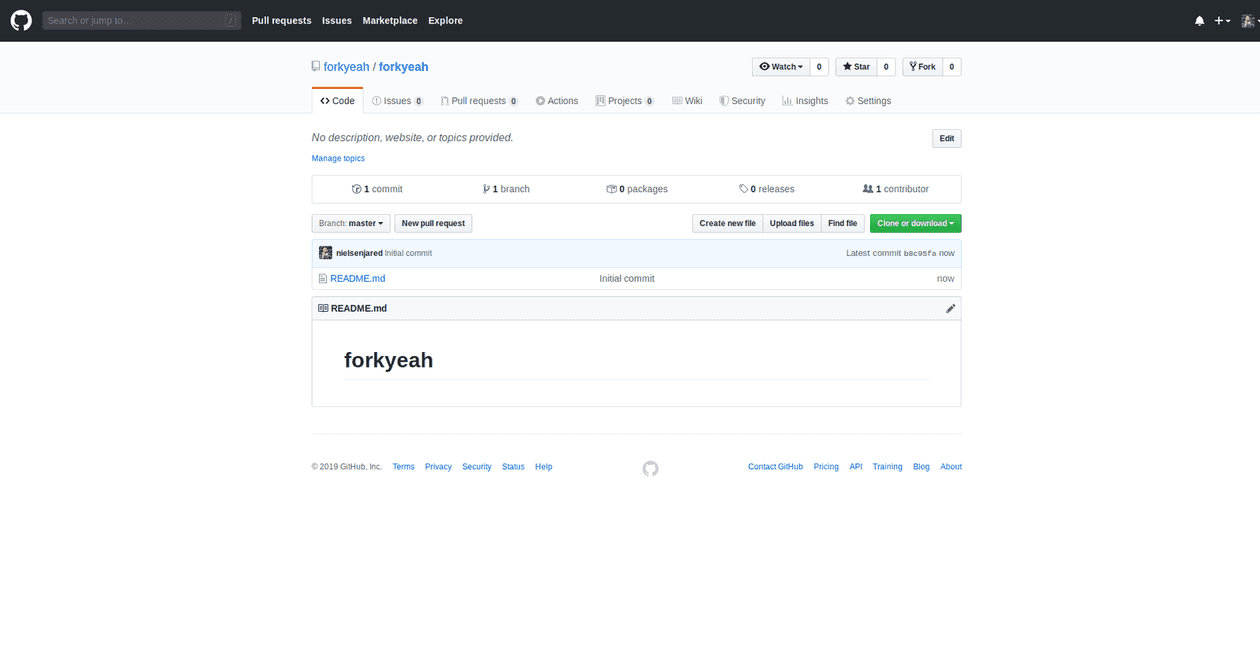 Search or jump to... /
Pull requests Issues Marketplace Explore
forkyeah / forkyeah
Watch 0 Star 0 Fork 0
Code Issues 0 Pull requests 0 Actions Projects 0 Wiki Security Insights Settings
No description, website, or topics provided. Edit
Manage topics
1 commit 1 branch 0 packages 0 releases 1 contributor
Branch: master New pull request Create new file Upload files Find file Clone or download
nielsenjared Initial commit Latest commit b8c95fa now
README.md Initial commit now
README.md
forkyeah
© 2019 GitHub, Inc. Terms Privacy Security Status Help Contact GitHub Pricing API Training Blog About